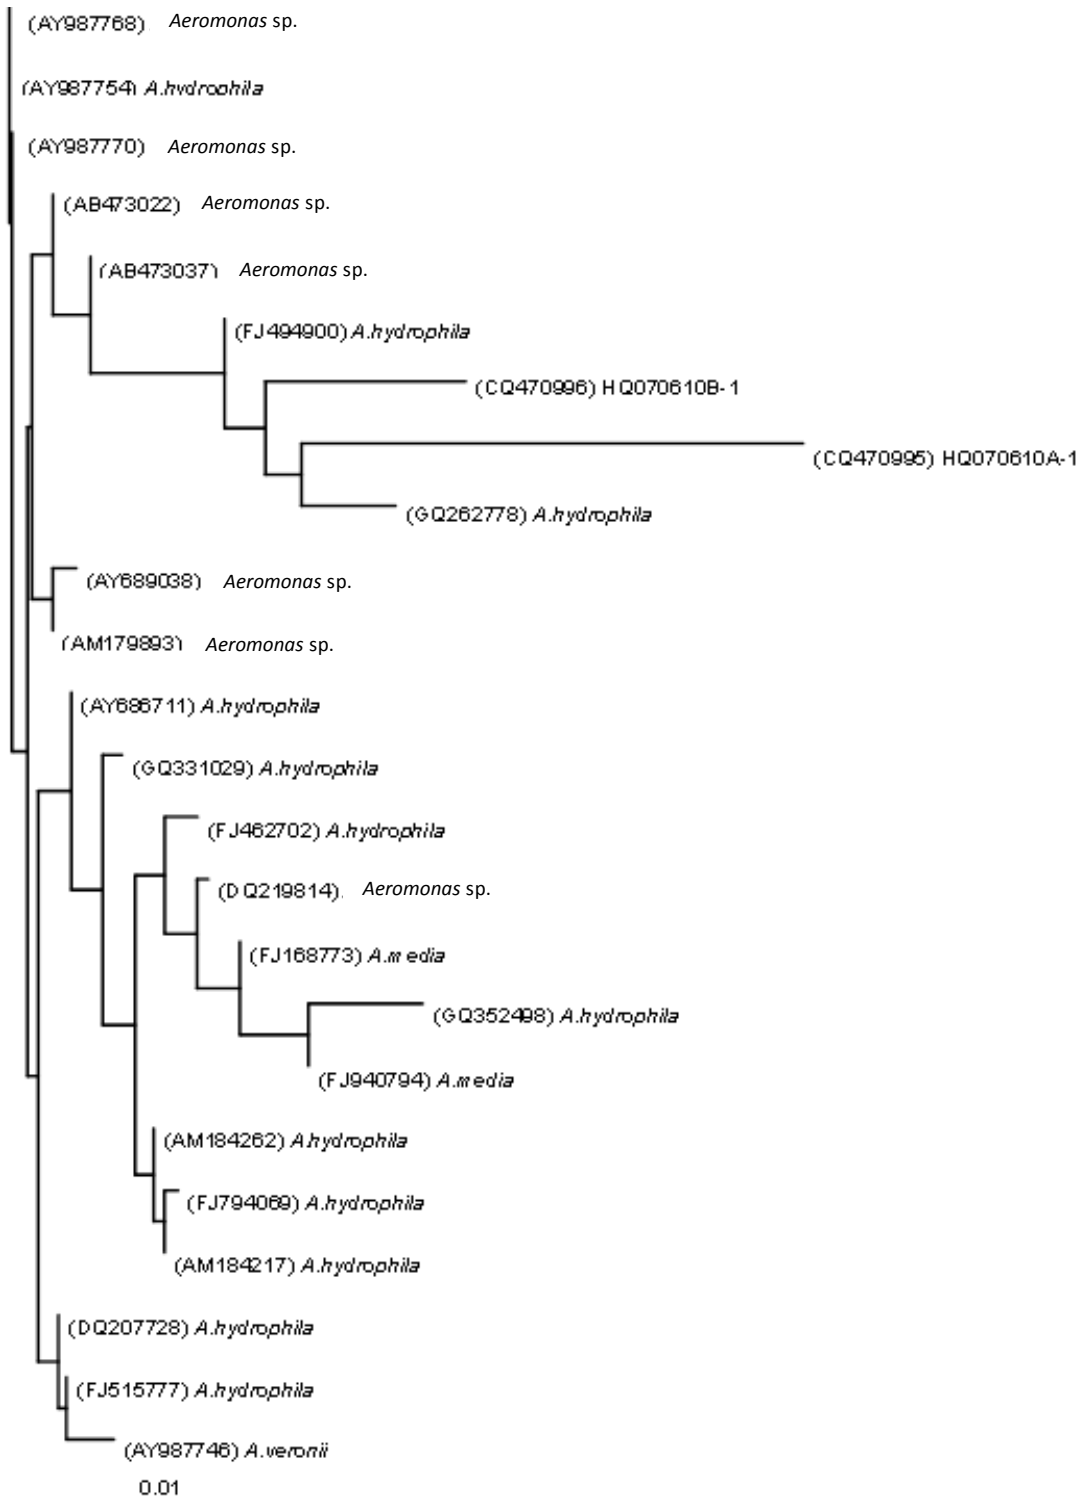 (AY987768) Aeromonas sp.
(AY987754) A.hydrophila
(AY987770) Aeromonas sp.
(AB473022) Aeromonas sp.
(AB473037) Aeromonas sp.
(FJ494900) A.hydrophila
(CQ470996) HQ070610B-1
(CQ470995) HQ070610A-1
(GQ262778) A.hydrophila
(AY689038) Aeromonas sp.
(AM179893) Aeromonas sp.
(AY686711) A.hydrophila
(GQ331029) A.hydrophila
(FJ462702) A.hydrophila
(DQ219814). Aeromonas sp.
(FJ168773) A.media
(GQ352498) A.hydrophila
(FJ940794) A.media
(AM184262) A.hydrophila
(FJ794069) A.hydrophila
(AM184217) A.hydrophila
(DQ207728) A.hydrophila
(FJ515777) A.hydrophila
(AY987746) A.veronii
0.01